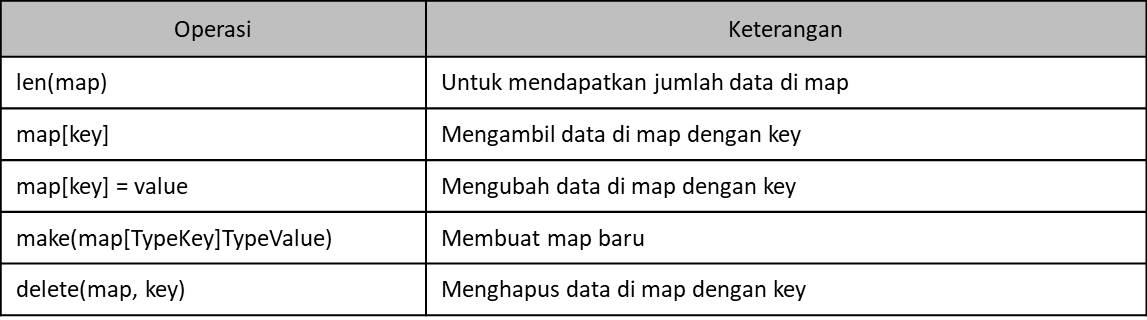 Operasi Keterangan
len(map) Untuk mendapatkan jumlah data di map
map[key] Mengambil data di map dengan key
map[key] = value Mengubah data di map dengan key
make(map[TypeKey]TypeValue) Membuat map baru
delete(map, key) Menghapus data di map dengan key